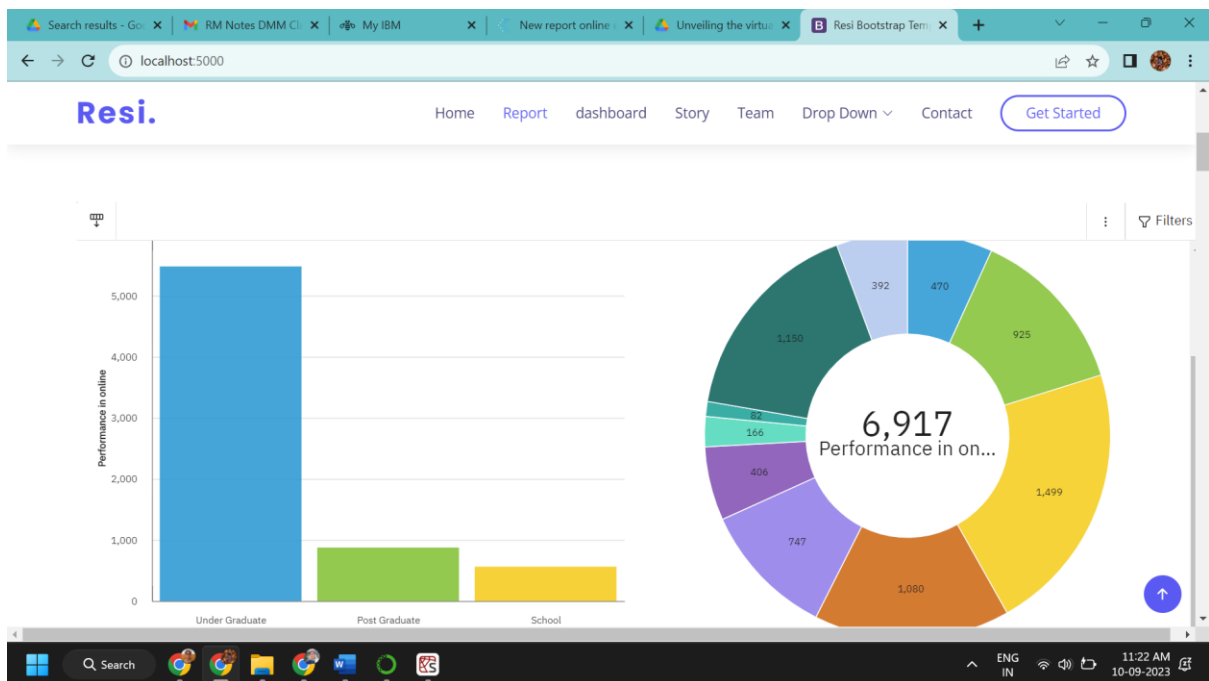 Search results - Go
RM Notes DMM Cl
My IBM
New report online
Unveiling the virtua
Resi Bootstrap Tem
localhost:5000
Resi.
Home
Report
dashboard
Story
Team
Drop Down
Contact
Get Started
Filters
Performance in online
5,000
4,000
3,000
2,000
1,000
0
Under Graduate
Post Graduate
School
392
470
925
1,499
1,080
747
406
166
82
1,150
6,917
Performance in on...
Search
ENG
IN
11:22 AM
10-09-2023